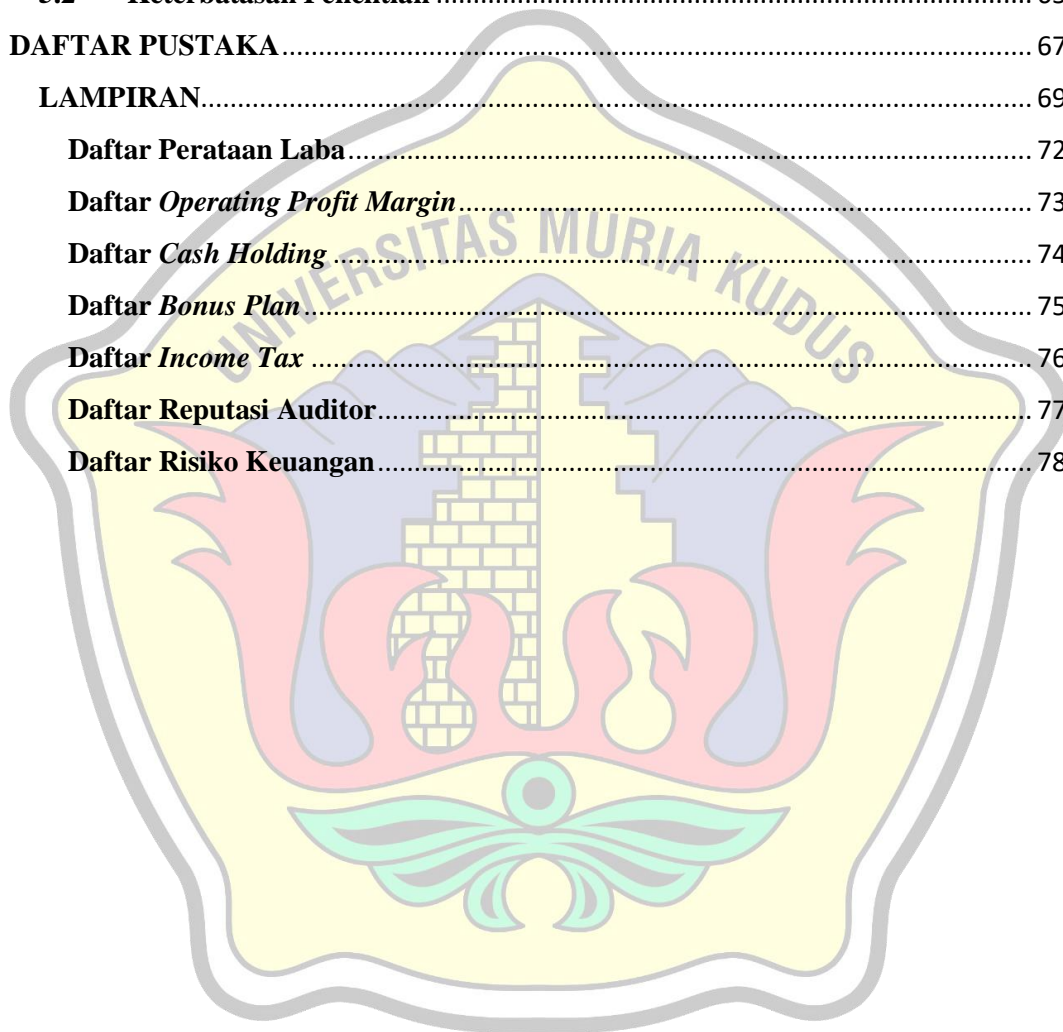 DAFTAR PUSTAKA........................................................................ 67
LAMPIRAN........................................................................ 69
Daftar Perataan Laba........................................................................ 72
Daftar Operating Profit Margin........................................................................ 73
Daftar Cash Holding ........................................................................ 74
Daftar Bonus Plan........................................................................ 75
Daftar Income Tax ........................................................................ 76
Daftar Reputasi Auditor........................................................................ 77
Daftar Risiko Keuangan........................................................................ 78
UNIVERSITAS MURIA KUDUS